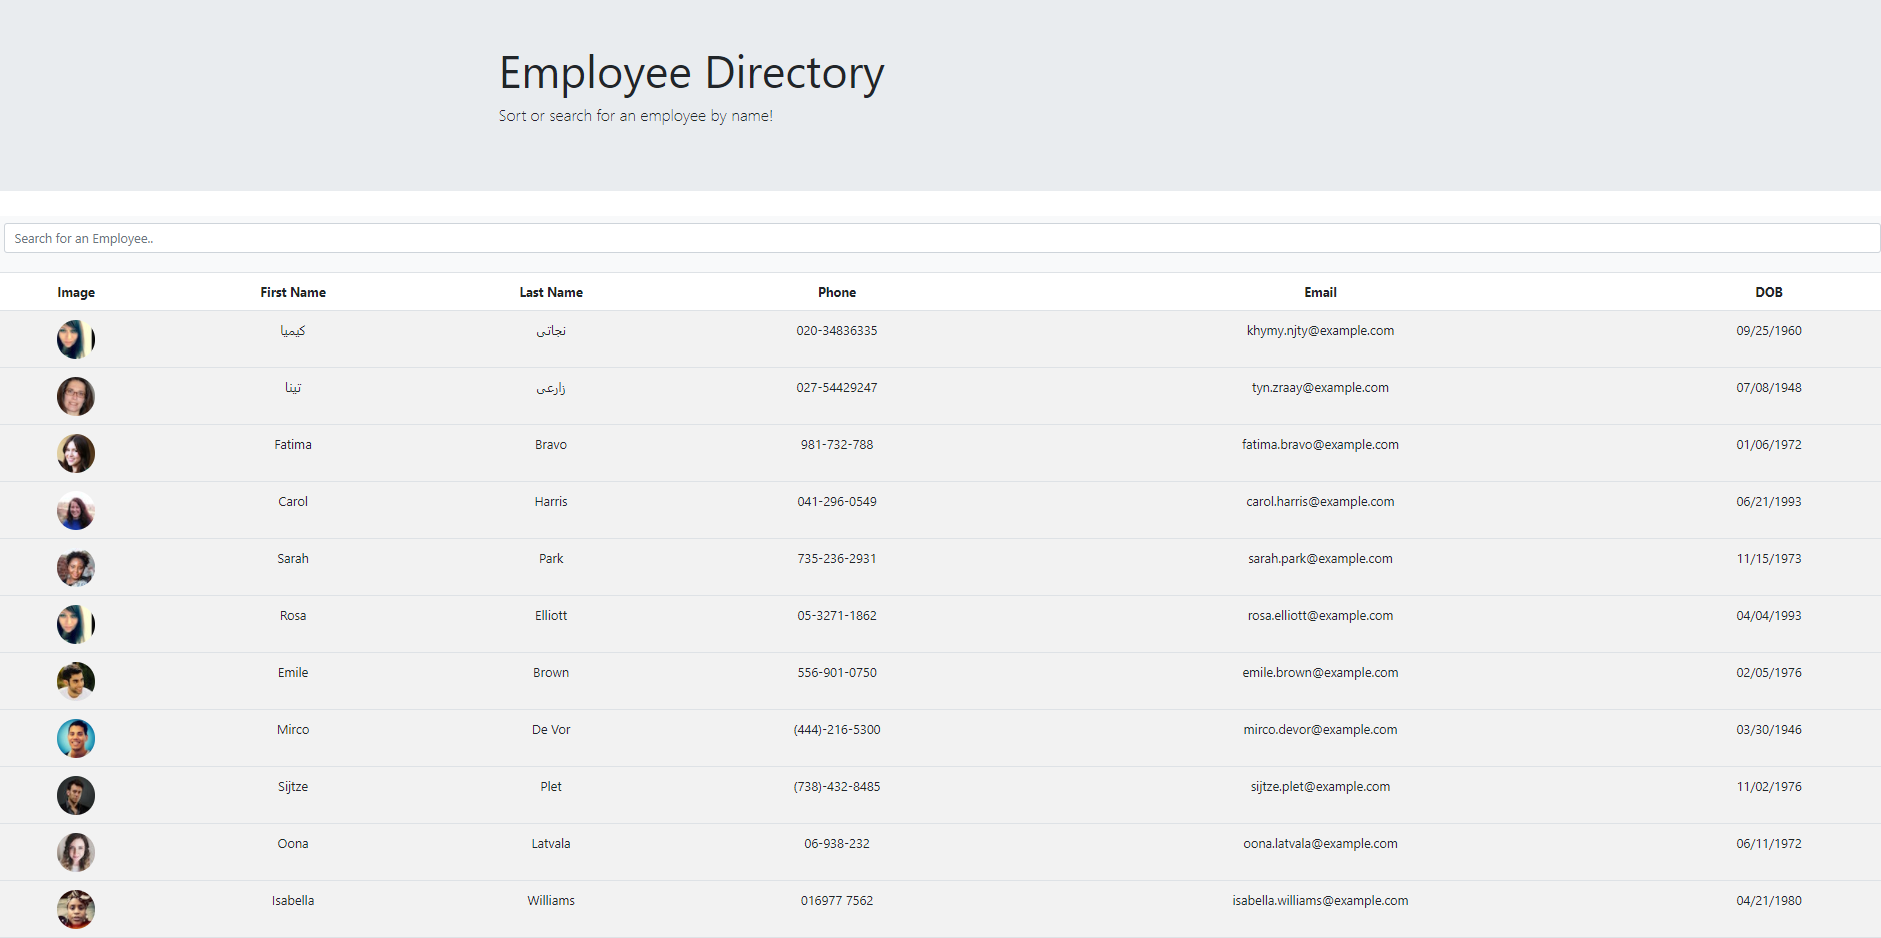 Employee Directory
Sort or search for an employee by name!
Search for an Employee..
Image First Name Last Name Phone Email DOB
کیمیا نجاتی 020-34836335 khymy.njty@example.com 09/25/1960
تینا زارعی 027-54429247 tyn.zraay@example.com 07/08/1948
Fatima Bravo 981-732-788 fatima.bravo@example.com 01/06/1972
Carol Harris 041-296-0549 carol.harris@example.com 06/21/1993
Sarah Park 735-236-2931 sarah.park@example.com 11/15/1973
Rosa Elliott 05-3271-1862 rosa.elliott@example.com 04/04/1993
Emile Brown 556-901-0750 emile.brown@example.com 02/05/1976
Mirco De Vor (444)-216-5300 mirco.devor@example.com 03/30/1946
Sijtze Plet (738)-432-8485 sijtze.plet@example.com 11/02/1976
Oona Latvala 06-938-232 oona.latvala@example.com 06/11/1972
Isabella Williams 016977 7562 isabella.williams@example.com 04/21/1980